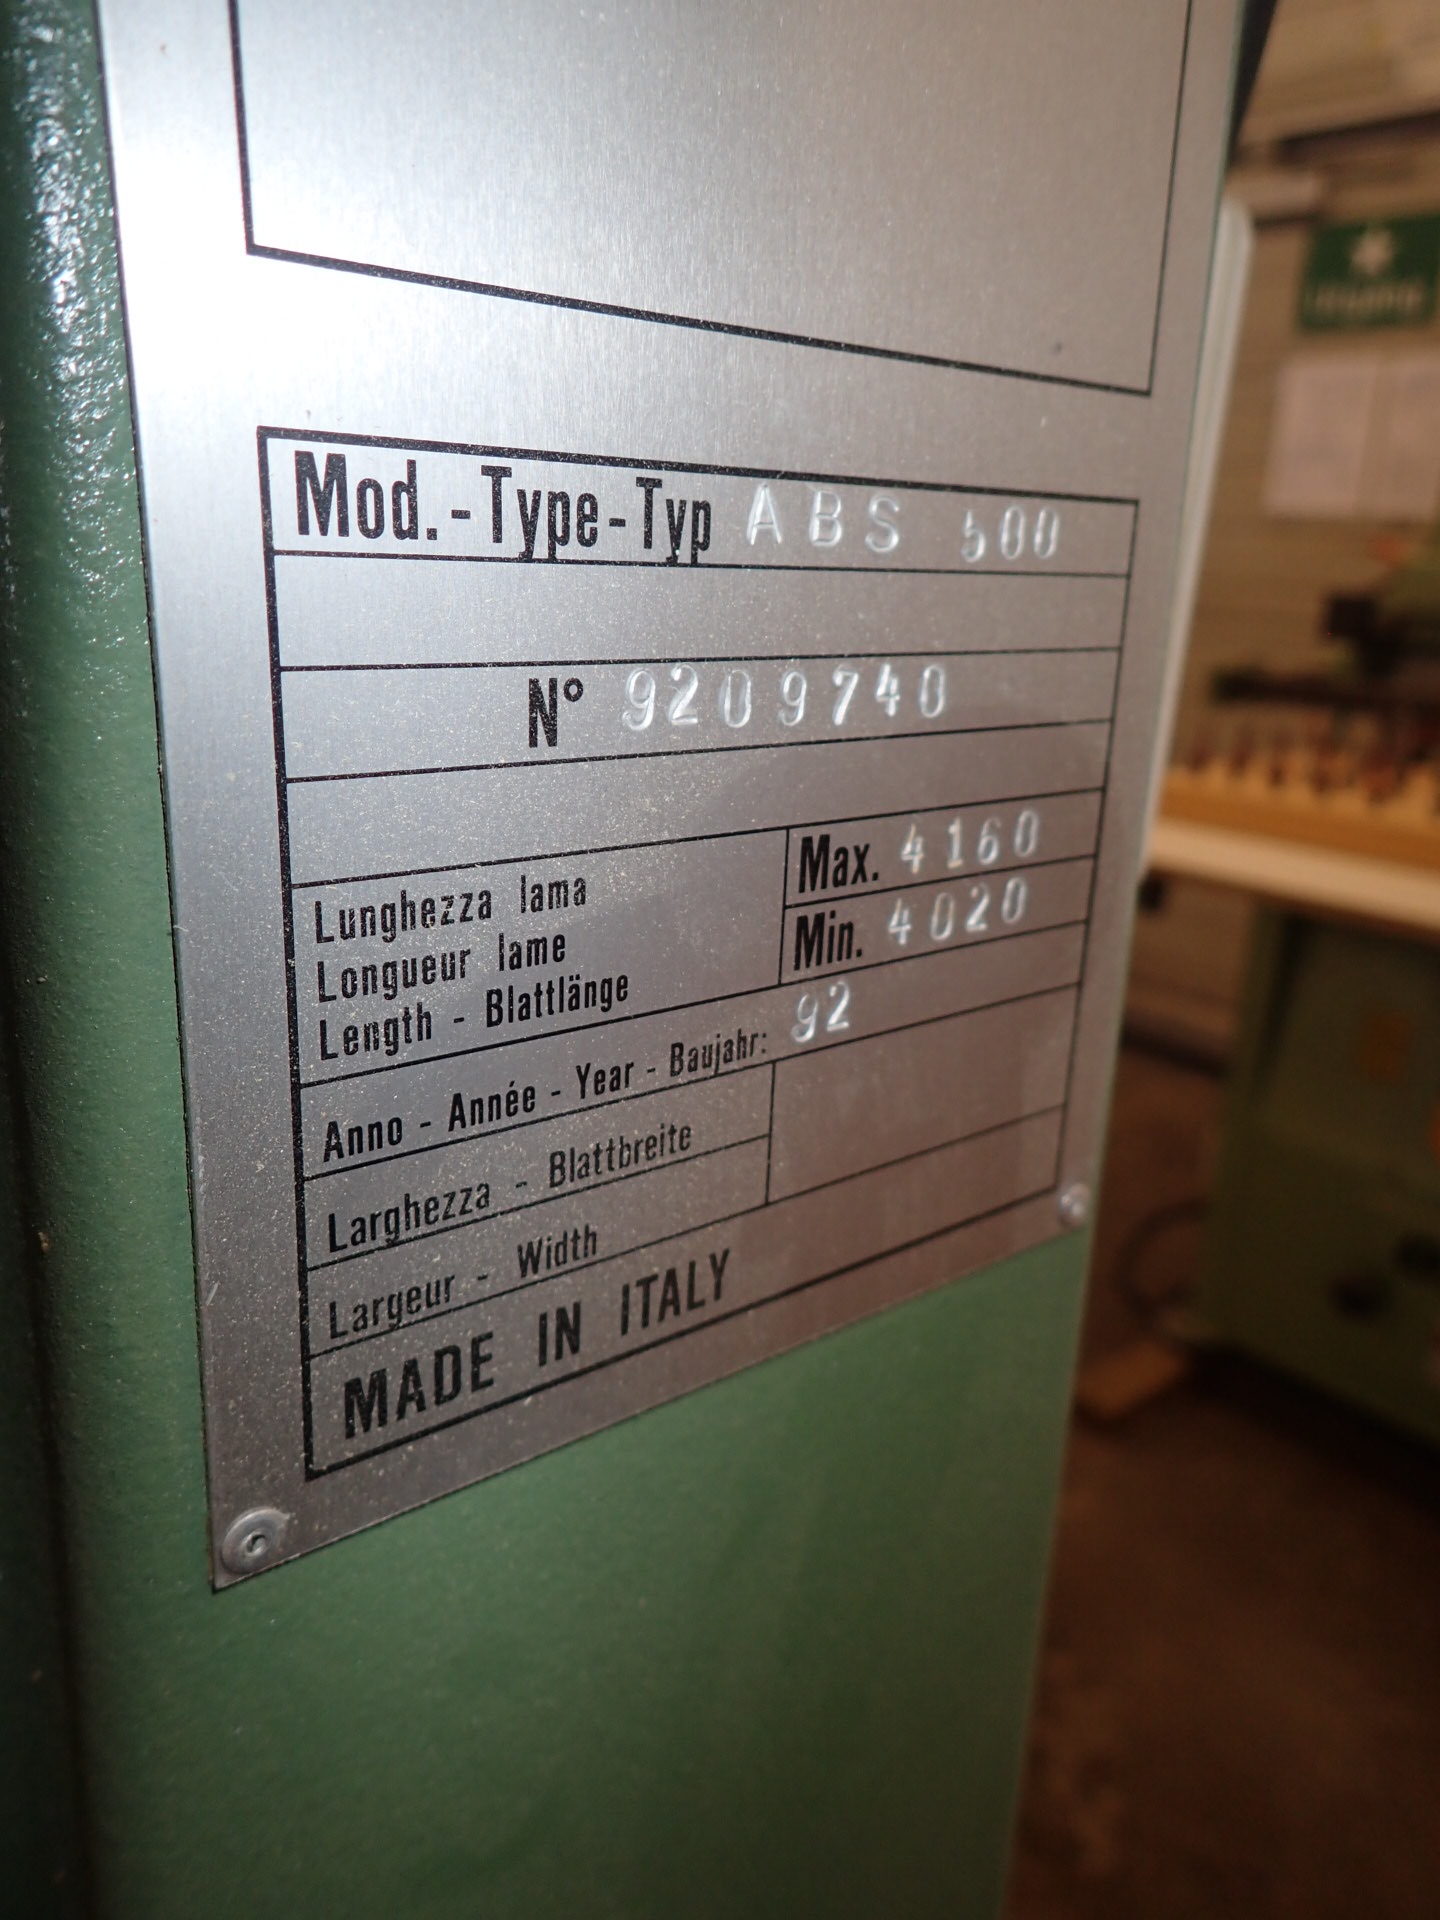 Mod.-Type-Typ ABS 500
N° 9209740
Lunghezza lama
Longueur lame
Length - Blattlänge
Max. 4160
Min. 4020
Anno - Année - Year - Baujahr: 92
Larghezza - Blattbreite
Largeur - Width
MADE IN ITALY